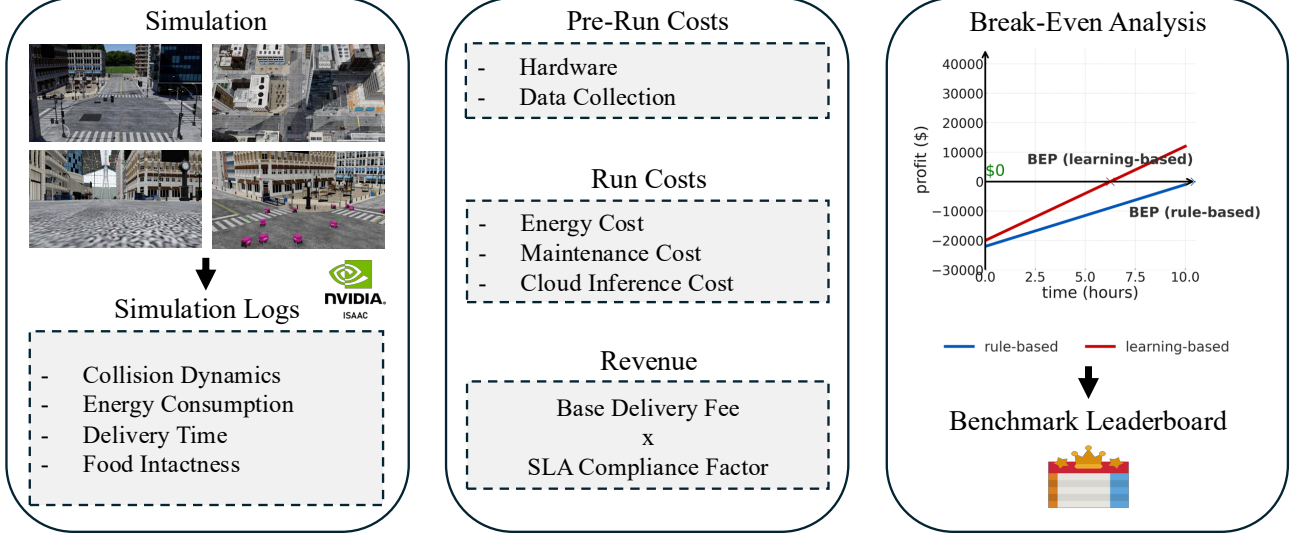 Simulation
NVIDIA.
ISAAC
Simulation Logs
- Collision Dynamics
- Energy Consumption
- Delivery Time
- Food Intactness
Pre-Run Costs
- Hardware
- Data Collection
Run Costs
- Energy Cost
- Maintenance Cost
- Cloud Inference Cost
Revenue
Base Delivery Fee
x
SLA Compliance Factor
Break-Even Analysis
profit ($)
40000
30000
20000
10000
0
−10000
−20000
−30000
BEP (learning-based)
$0
BEP (rule-based)
0.0 2.5 5.0 7.5 10.0
time (hours)
rule-based learning-based
Benchmark Leaderboard